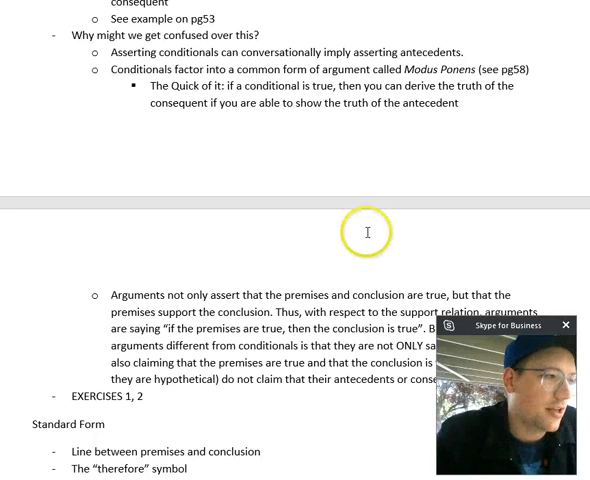 consequent
o See example on pg53
- Why might we get confused over this?
o Asserting conditionals can conversationally imply asserting antecedents.
o Conditionals factor into a common form of argument called Modus Ponens (see pg58)
▪ The Quick of it: if a conditional is true, then you can derive the truth of the
consequent if you are able to show the truth of the antecedent
o Arguments not only assert that the premises and conclusion are true, but that the
premises support the conclusion. Thus, with respect to the support relation, arguments
are saying “if the premises are true, then the conclusion is true”. B
arguments different from conditionals is that they are not ONLY sa
also claiming that the premises are true and that the conclusion is
they are hypothetical) do not claim that their antecedents or conse
- EXERCISES 1, 2
Standard Form
- Line between premises and conclusion
- The “therefore” symbol
Skype for Business